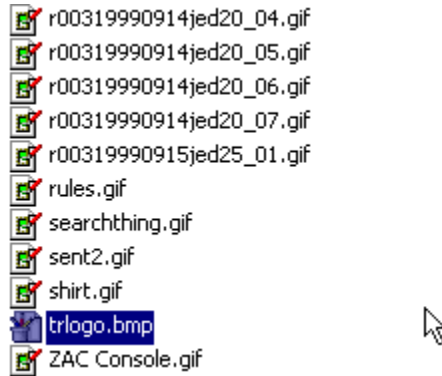 r00319990914jed20_04.gif
r00319990914jed20_05.gif
r00319990914jed20_06.gif
r00319990914jed20_07.gif
r00319990915jed25_01.gif
rules.gif
searchthing.gif
sent2.gif
shirt.gif
trlogo.bmp
ZAC Console.gif